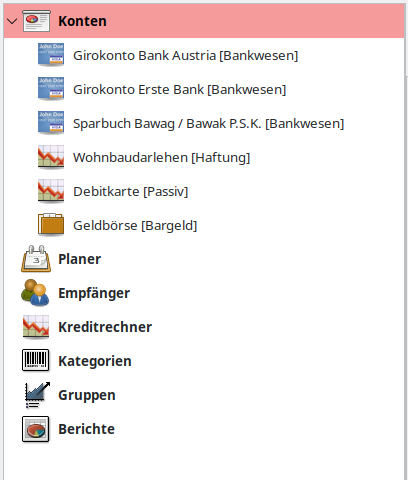 Konten
Girokonto Bank Austria [Bankwesen]
Girokonto Erste Bank [Bankwesen]
Sparbuch Bawag / Bawak P.S.K. [Bankwesen]
Wohnbaudarlehen [Haftung]
Debitkarte [Passiv]
Geldbörse [Bargeld]
Planer
Empfänger
Kreditrechner
Kategorien
Gruppen
Berichte